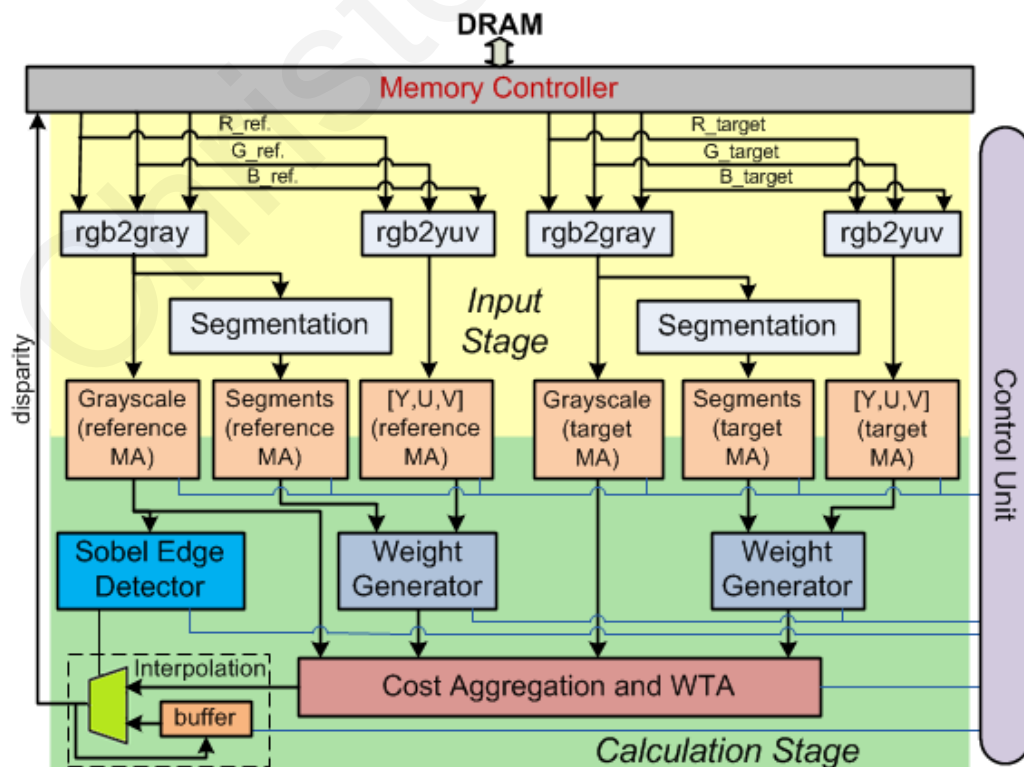 DRAM
Memory Controller
R_ref.
G_ref.
B_ref.
R_target
G_target
B_target
rgb2gray
rgb2yuv
rgb2gray
rgb2yuv
Input
Stage
Segmentation
Segmentation
disparity
Grayscale
(reference
MA)
Segments
(reference
MA)
[Y,U,V]
(reference
MA)
Grayscale
(target
MA)
Segments
(target
MA)
[Y,U,V]
(target
MA)
Control Unit
Sobel Edge
Detector
Weight
Generator
Weight
Generator
Interpolation
buffer
Cost Aggregation and WTA
Calculation Stage